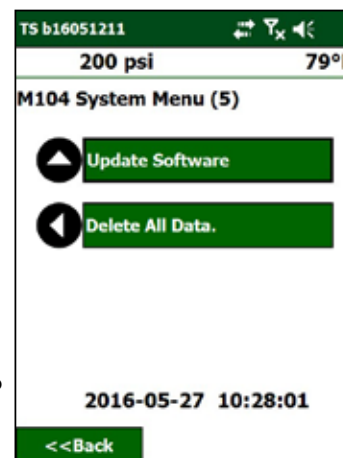 TS b16051211
200 psi 79°
M104 System Menu (5)
Update Software
Delete All Data.
2016-05-27 10:28:01
<<Back